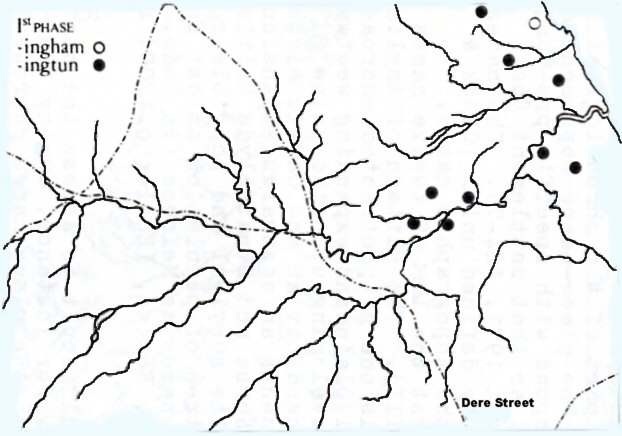 1st PHASE
-ingham ○
-ingtun ●
Dere Street